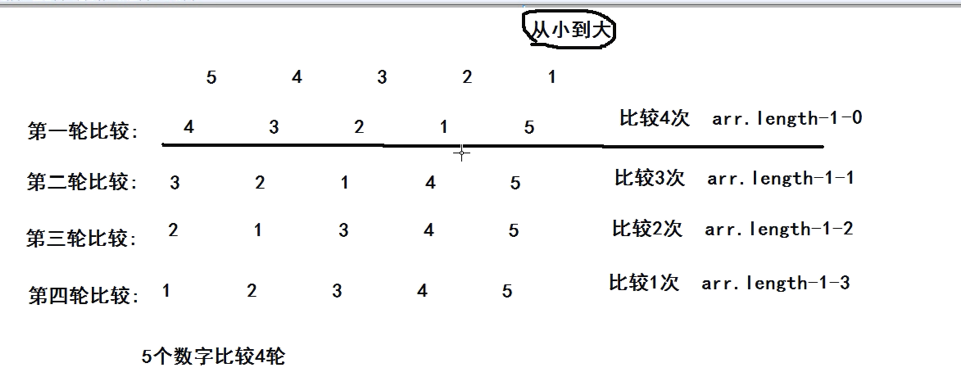 从小到大
5 4 3 2 1
第一轮比较: 4 3 2 1 5 比较4次 arr.length-1-0
第二轮比较: 3 2 1 4 5 比较3次 arr.length-1-1
第三轮比较: 2 1 3 4 5 比较2次 arr.length-1-2
第四轮比较: 1 2 3 4 5 比较1次 arr.length-1-3
5个数字比较4轮